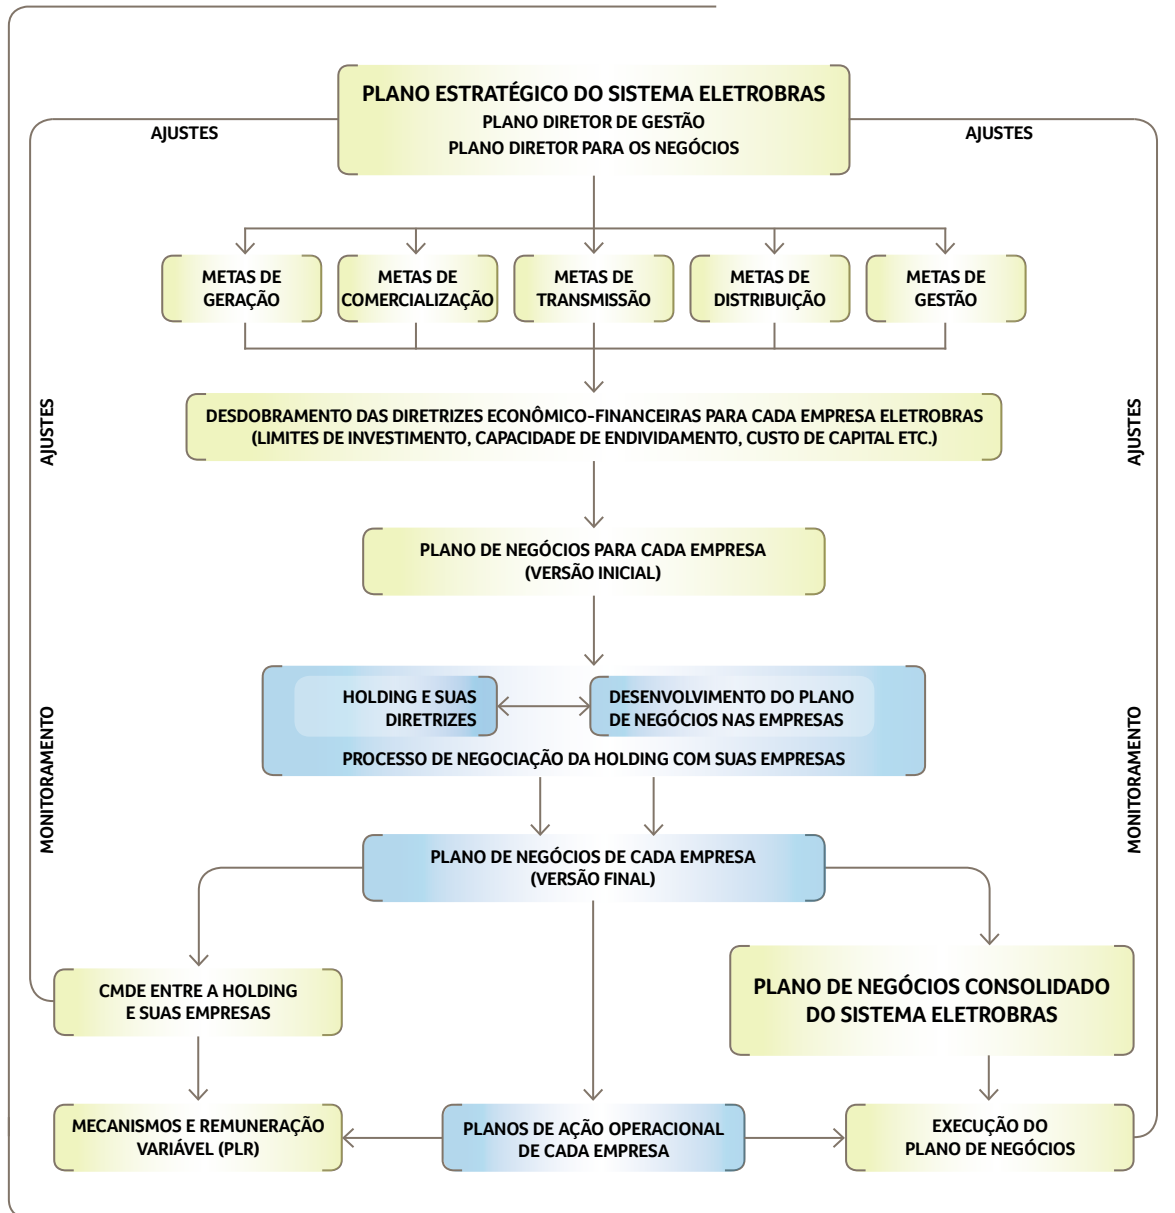 PLANO ESTRATÉGICO DO SISTEMA ELETROBRAS
PLANO DIRETOR DE GESTÃO
PLANO DIRETOR PARA OS NEGÓCIOS
AJUSTES
AJUSTES
METAS DE
GERAÇÃO
METAS DE
COMERCIALIZAÇÃO
METAS DE
TRANSMISSÃO
METAS DE
DISTRIBUIÇÃO
METAS DE
GESTÃO
DESDOBRAMENTO DAS DIRETRIZES ECONÔMICO-FINANCEIRAS PARA CADA EMPRESA ELETROBRAS
(LIMITES DE INVESTIMENTO, CAPACIDADE DE ENDIVIDAMENTO, CUSTO DE CAPITAL ETC.)
AJUSTES
AJUSTES
PLANO DE NEGÓCIOS PARA CADA EMPRESA
(VERSÃO INICIAL)
HOLDING E SUAS
DIRETRIZES
DESENVOLVIMENTO DO PLANO
DE NEGÓCIOS NAS EMPRESAS
PROCESSO DE NEGOCIAÇÃO DA HOLDING COM SUAS EMPRESAS
MONITORAMENTO
MONITORAMENTO
PLANO DE NEGÓCIOS DE CADA EMPRESA
(VERSÃO FINAL)
CMDE ENTRE A HOLDING
E SUAS EMPRESAS
PLANO DE NEGÓCIOS CONSOLIDADO
DO SISTEMA ELETROBRAS
MECANISMOS E REMUNERAÇÃO
VARIÁVEL (PLR)
PLANOS DE AÇÃO OPERACIONAL
DE CADA EMPRESA
EXECUÇÃO DO
PLANO DE NEGÓCIOS